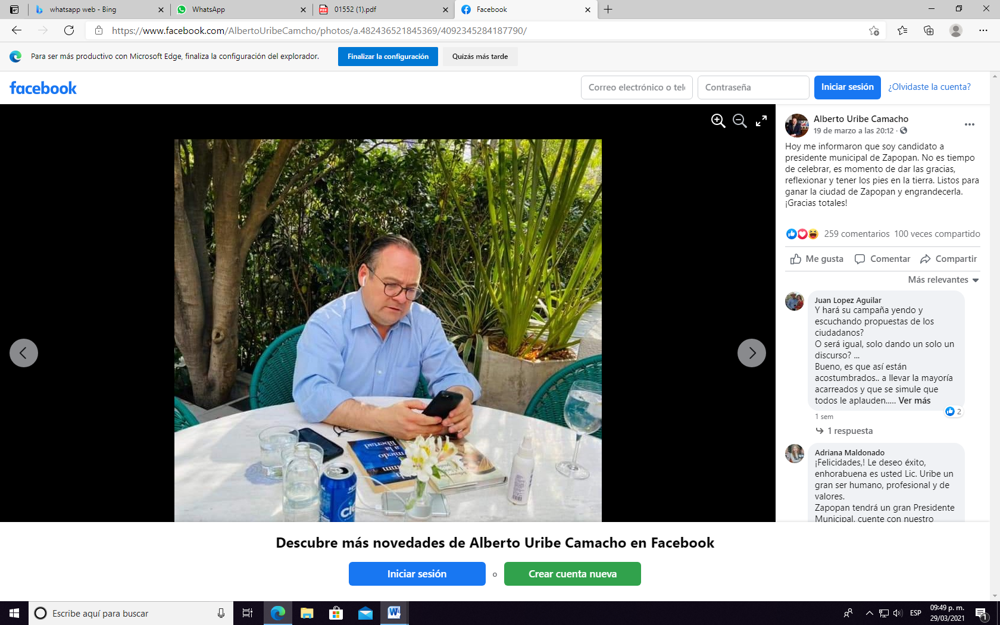 whatsapp web - Bing
WhatsApp
01552 (1).pdf
Facebook
https://www.facebook.com/AlbertoUribeCamcho/photos/a.482436521845369/4092345284187790/
Para ser más productivo con Microsoft Edge, finaliza la configuración del explorador.
Finalizar la configuración
Quizás más tarde
facebook
Correo electrónico o tel
Contraseña
Iniciar sesión
¿Olvidaste la cuenta?
Alberto Uribe Camacho
19 de marzo a las 20:12 ·
Hoy me informaron que soy candidato a
presidente municipal de Zapopan. No es tiempo
de celebrar, es momento de dar las gracias,
reflexionar y tener los pies en la tierra. Listos para
ganar la ciudad de Zapopan y engrandecerla.
¡Gracias totales!
259 comentarios 100 veces compartido
Me gusta
Comentar
Compartir
Más relevantes
Juan Lopez Aguilar
Y hará su campaña yendo y
escuchando propuestas de los
ciudadanos?
O será igual, solo dando un solo un
discurso? ...
Bueno, es que así están
acostumbrados.. a llevar la mayoría
acarreados y que se simule que
todos le aplauden..... Ver más
2
1 sem
1 respuesta
Adriana Maldonado
¡Felicidades,! Le deseo éxito,
enhorabuena es usted Lic. Uribe un
gran ser humano, profesional y de
valores.
Zapopan tendrá un gran Presidente
Municipal, cuente con nuestro
a la libertad
miedo
Descubre más novedades de Alberto Uribe Camacho en Facebook
Iniciar sesión
o
Crear cuenta nueva
Escribe aquí para buscar
ESP
09:49 p. m.
29/03/2021
1